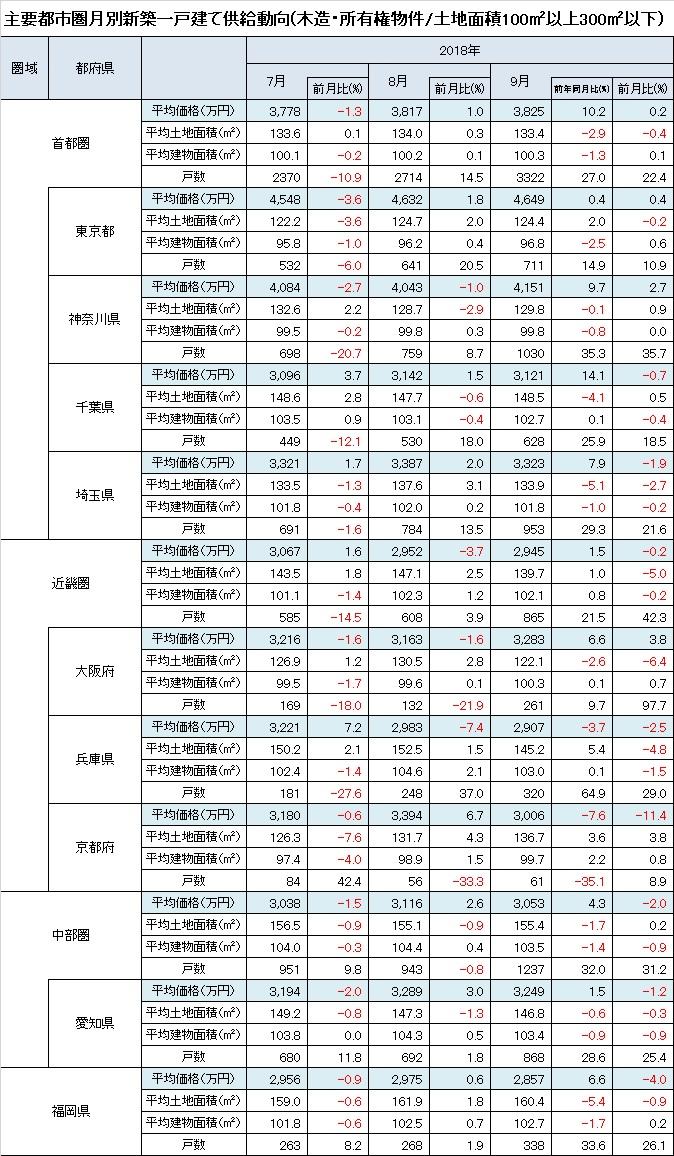 主要都市圏月別新築一戸建て供給動向(木造・所有権物件/土地面積100㎡以上300㎡以下)
圏域 都府県 2018年
7月 前月比(%) 8月 前月比(%) 9月 前年同月比(%) 前月比(%)
首都圏
平均価格(万円) 3,778 -1.3 3,817 1.0 3,825 10.2 0.2
平均土地面積(㎡) 133.6 0.1 134.0 0.3 133.4 -2.9 -0.4
平均建物面積(㎡) 100.1 -0.2 100.2 0.1 100.3 -1.3 0.1
戸数 2370 -10.9 2714 14.5 3322 27.0 22.4
東京都
平均価格(万円) 4,548 -3.6 4,632 1.8 4,649 0.4 0.4
平均土地面積(㎡) 122.2 -3.6 124.7 2.0 124.4 2.0 -0.2
平均建物面積(㎡) 95.8 -1.0 96.2 0.4 96.8 -2.5 0.6
戸数 532 -6.0 641 20.5 711 14.9 10.9
神奈川県
平均価格(万円) 4,084 -2.7 4,043 -1.0 4,151 9.7 2.7
平均土地面積(㎡) 132.6 2.2 128.7 -2.9 129.8 -0.1 0.9
平均建物面積(㎡) 99.5 -0.2 99.8 0.3 99.8 -0.8 0.0
戸数 698 -20.7 759 8.7 1030 35.3 35.7
千葉県
平均価格(万円) 3,096 3.7 3,142 1.5 3,121 14.1 -0.7
平均土地面積(㎡) 148.6 2.8 147.7 -0.6 148.5 -4.1 0.5
平均建物面積(㎡) 103.5 0.9 103.1 -0.4 102.7 0.1 -0.4
戸数 449 -12.1 530 18.0 628 25.9 18.5
埼玉県
平均価格(万円) 3,321 1.7 3,387 2.0 3,323 7.9 -1.9
平均土地面積(㎡) 133.5 -1.3 137.6 3.1 133.9 -5.1 -2.7
平均建物面積(㎡) 101.8 -0.4 102.0 0.2 101.8 -1.0 -0.2
戸数 691 -1.6 784 13.5 953 29.3 21.6
近畿圏
平均価格(万円) 3,067 1.6 2,952 -3.7 2,945 1.5 -0.2
平均土地面積(㎡) 143.5 1.8 147.1 2.5 139.7 1.0 -5.0
平均建物面積(㎡) 101.1 -1.4 102.3 1.2 102.1 0.8 -0.2
戸数 585 -14.5 608 3.9 865 21.5 42.3
大阪府
平均価格(万円) 3,216 -1.6 3,163 -1.6 3,283 6.6 3.8
平均土地面積(㎡) 126.9 1.2 130.5 2.8 122.1 -2.6 -6.4
平均建物面積(㎡) 99.5 -1.7 99.6 0.1 100.3 0.1 0.7
戸数 169 -18.0 132 -21.9 261 9.7 97.7
兵庫県
平均価格(万円) 3,221 7.2 2,983 -7.4 2,907 -3.7 -2.5
平均土地面積(㎡) 150.2 2.1 152.5 1.5 145.2 5.4 -4.8
平均建物面積(㎡) 102.4 -1.4 104.6 2.1 103.0 0.1 -1.5
戸数 181 -27.6 248 37.0 320 64.9 29.0
京都府
平均価格(万円) 3,180 -0.6 3,394 6.7 3,006 -7.6 -11.4
平均土地面積(㎡) 126.3 -7.6 131.7 4.3 136.7 3.6 3.8
平均建物面積(㎡) 97.4 -4.0 98.9 1.5 99.7 2.2 0.8
戸数 84 42.4 56 -33.3 61 -35.1 8.9
中部圏
平均価格(万円) 3,038 -1.5 3,116 2.6 3,053 4.3 -2.0
平均土地面積(㎡) 156.5 -0.9 155.1 -0.9 155.4 -1.7 0.2
平均建物面積(㎡) 104.0 -0.3 104.4 0.4 103.5 -1.4 -0.9
戸数 951 9.8 943 -0.8 1237 32.0 31.2
愛知県
平均価格(万円) 3,194 -2.0 3,289 3.0 3,249 1.5 -1.2
平均土地面積(㎡) 149.2 -0.8 147.3 -1.3 146.8 -0.6 -0.3
平均建物面積(㎡) 103.8 0.0 104.3 0.5 103.4 -0.9 -0.9
戸数 680 11.8 692 1.8 868 28.6 25.4
福岡県
平均価格(万円) 2,956 -0.9 2,975 0.6 2,857 6.6 -4.0
平均土地面積(㎡) 159.0 -0.6 161.9 1.8 160.4 -5.4 -0.9
平均建物面積(㎡) 101.8 -0.6 102.5 0.7 102.7 -1.7 0.2
戸数 263 8.2 268 1.9 338 33.6 26.1